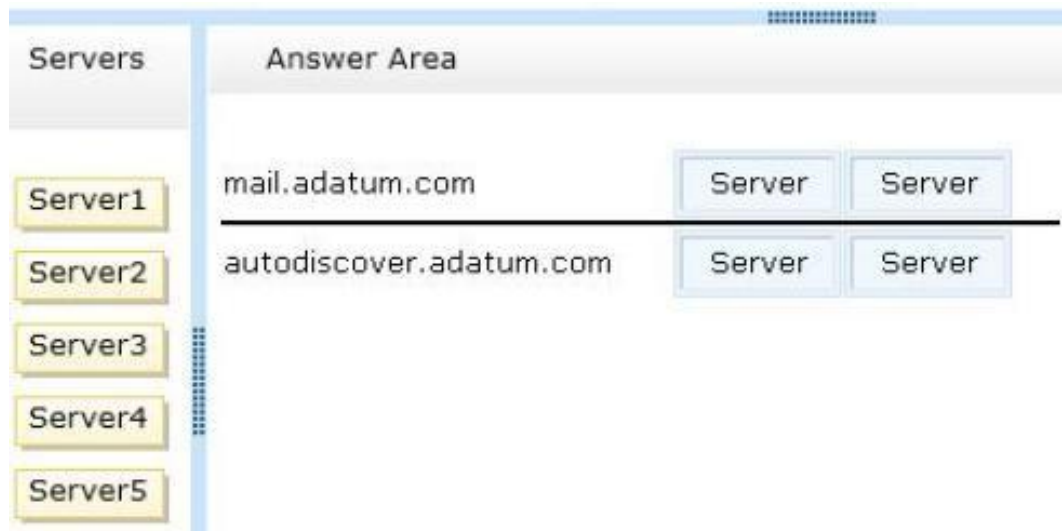 Servers
Answer Area
Server1
Server2
Server3
Server4
Server5
mail.adatum.com Server Server
autodiscover.adatum.com Server Server